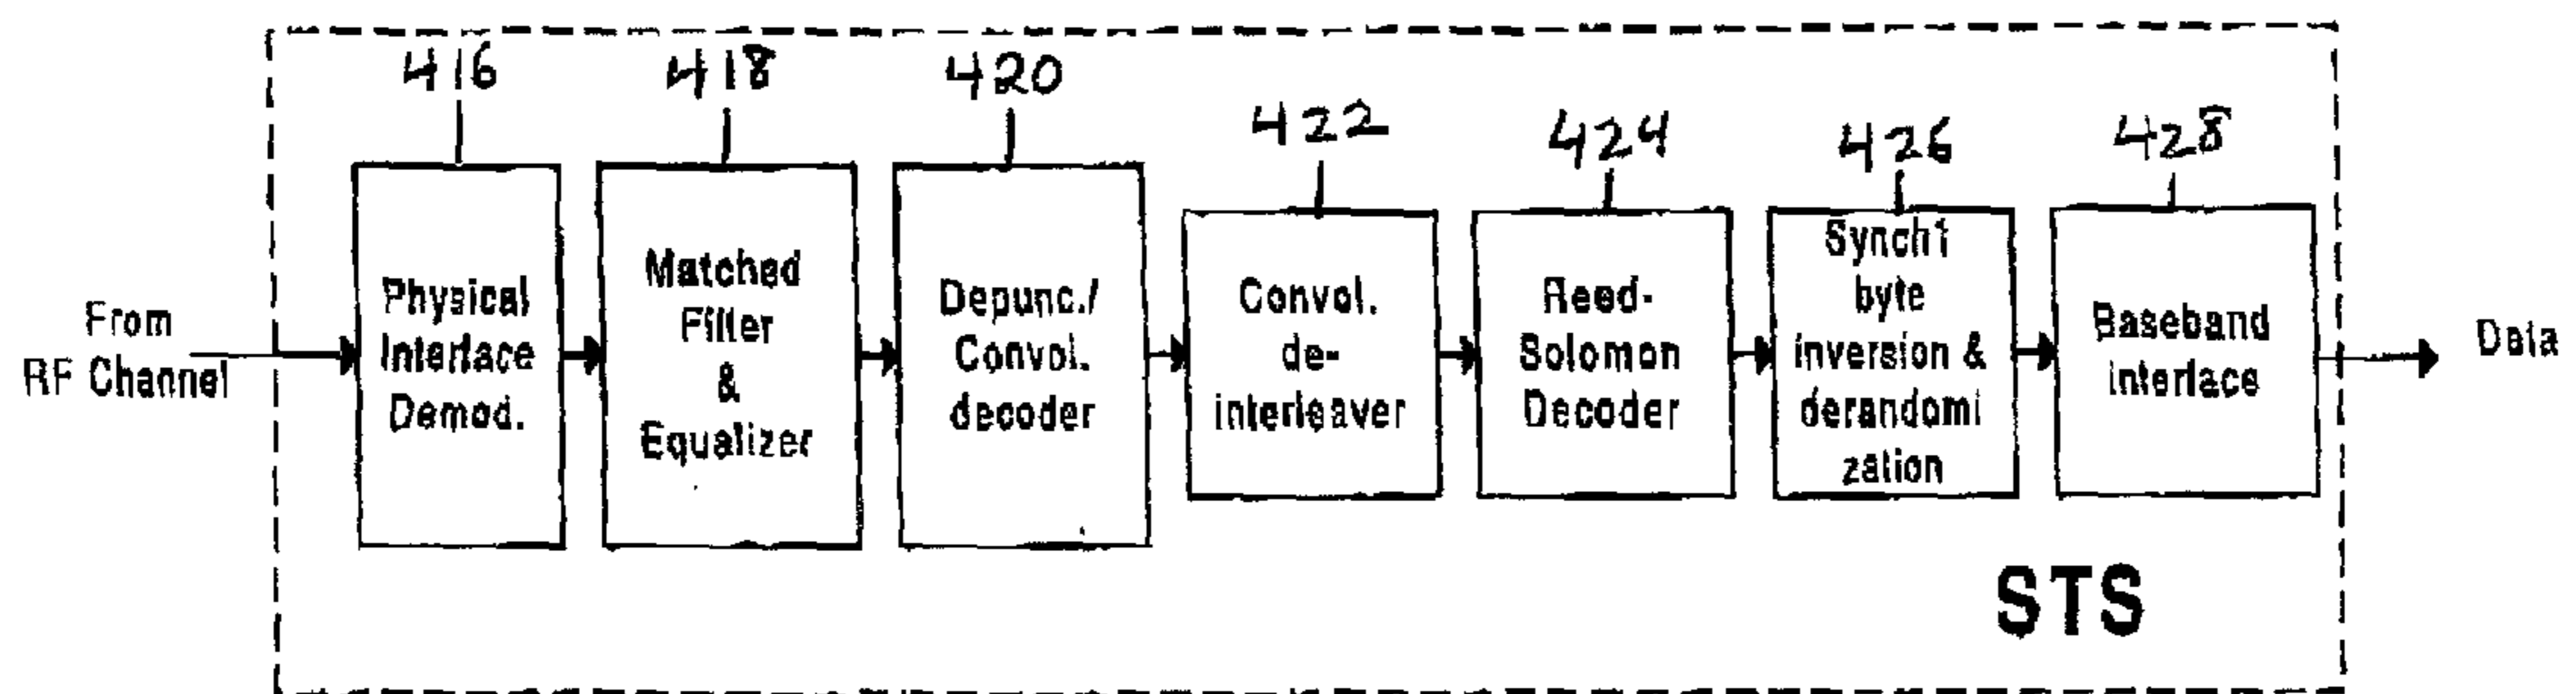 416
418
420
422
424
426
428
From
RF Channel
Physical
Interface
Demod.
Matched
Filter
&
Equalizer
Depunc./
Convol.
decoder
Convol.
de-
interleaver
Reed-
Solomon
Decoder
Synch1
byte
inversion &
derandomi
zation
Baseband
interface
Data
STS